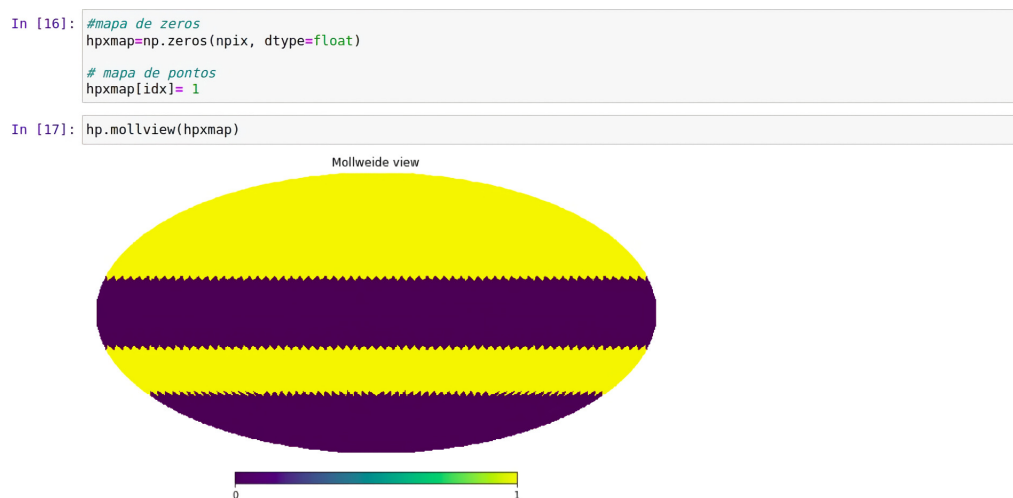 In [16]: #mapa de zeros
hpxmap=np.zeros(npix, dtype=float)
# mapa de pontos
hpxmap[idx]= 1
In [17]: hp.mollview(hpxmap)
Mollweide view
0 1